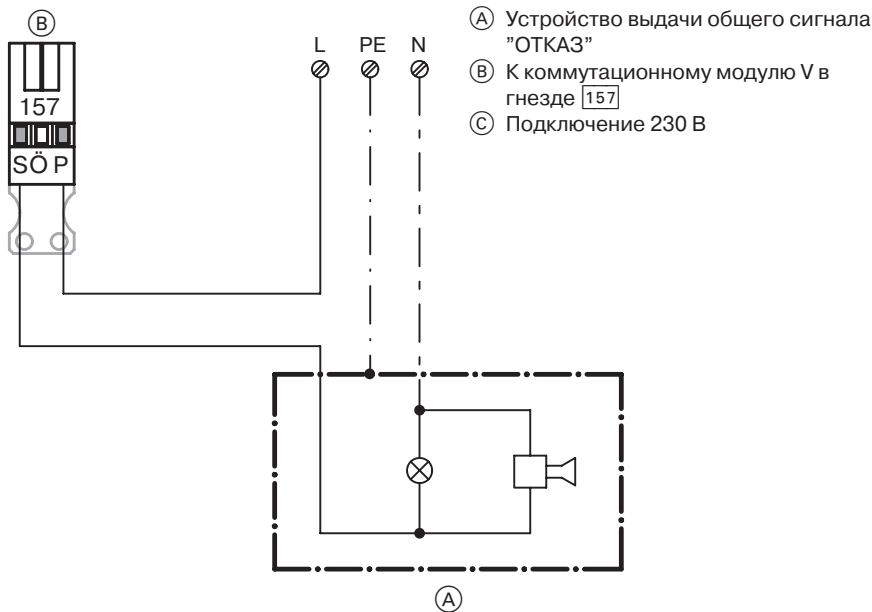 Ⓐ Устройство выдачи общего сигнала
”ОТКАЗ”
Ⓑ К коммутационному модулю V в
гнезде 157
Ⓒ Подключение 230 В
Ⓑ
L PE N
157
SÖ P
Ⓐ